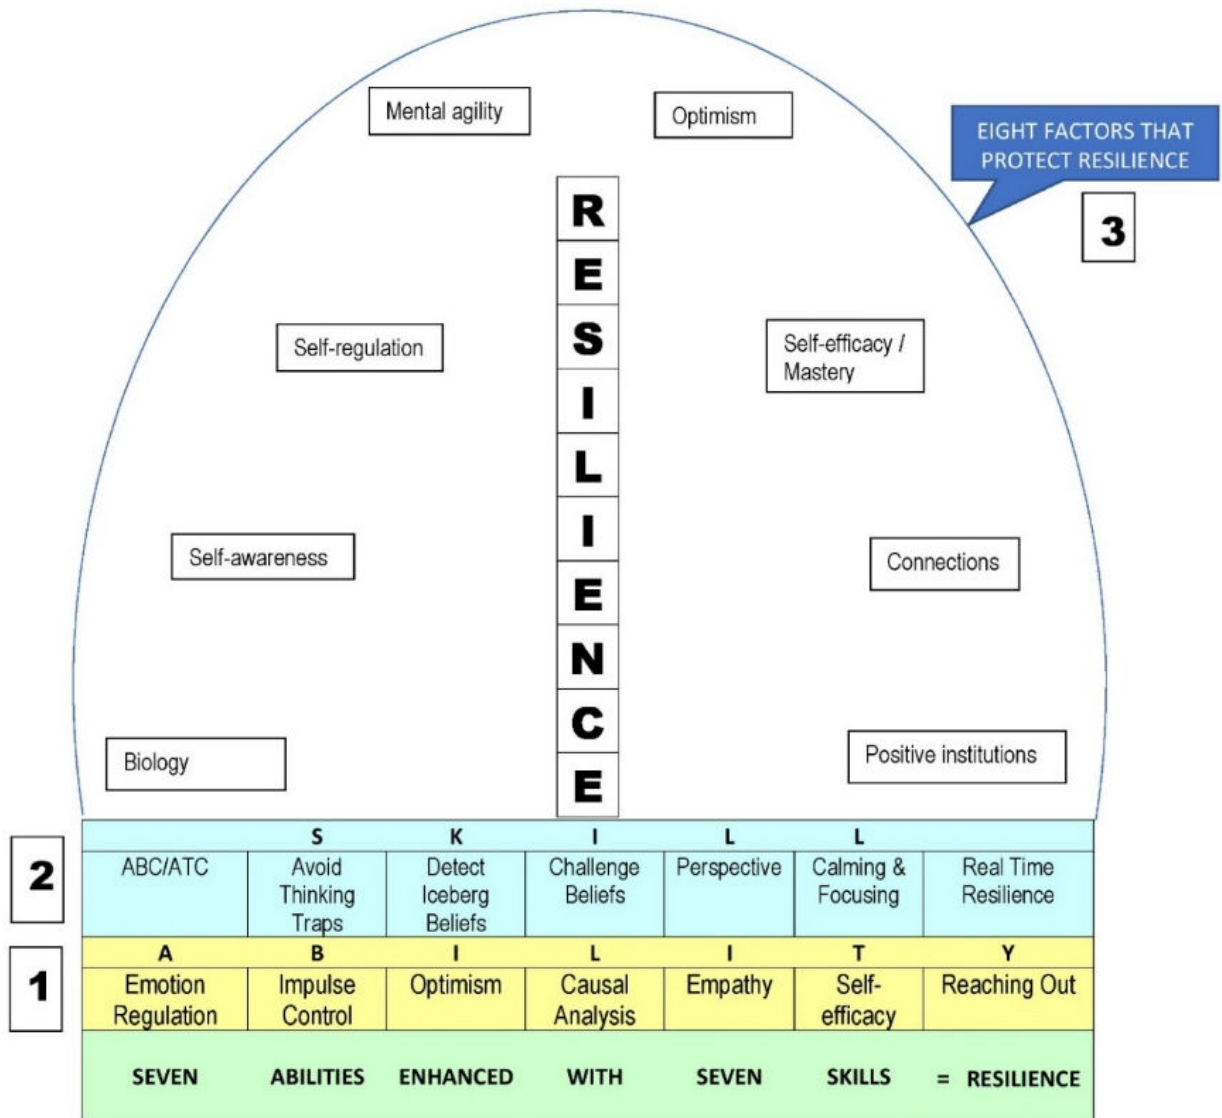 Mental agility
Optimism
EIGHT FACTORS THAT
PROTECT RESILIENCE
3
R
E
S
I
L
I
E
N
C
E
Self-regulation
Self-efficacy /
Mastery
Self-awareness
Connections
Biology
Positive institutions
2
S K I L L
ABC/ATC
Avoid
Thinking
Traps
Detect
Iceberg
Beliefs
Challenge
Beliefs
Perspective
Calming &
Focusing
Real Time
Resilience
1
A B I L I T Y
Emotion
Regulation
Impulse
Control
Optimism
Causal
Analysis
Empathy
Self-
efficacy
Reaching Out
SEVEN ABILITIES ENHANCED WITH SEVEN SKILLS = RESILIENCE